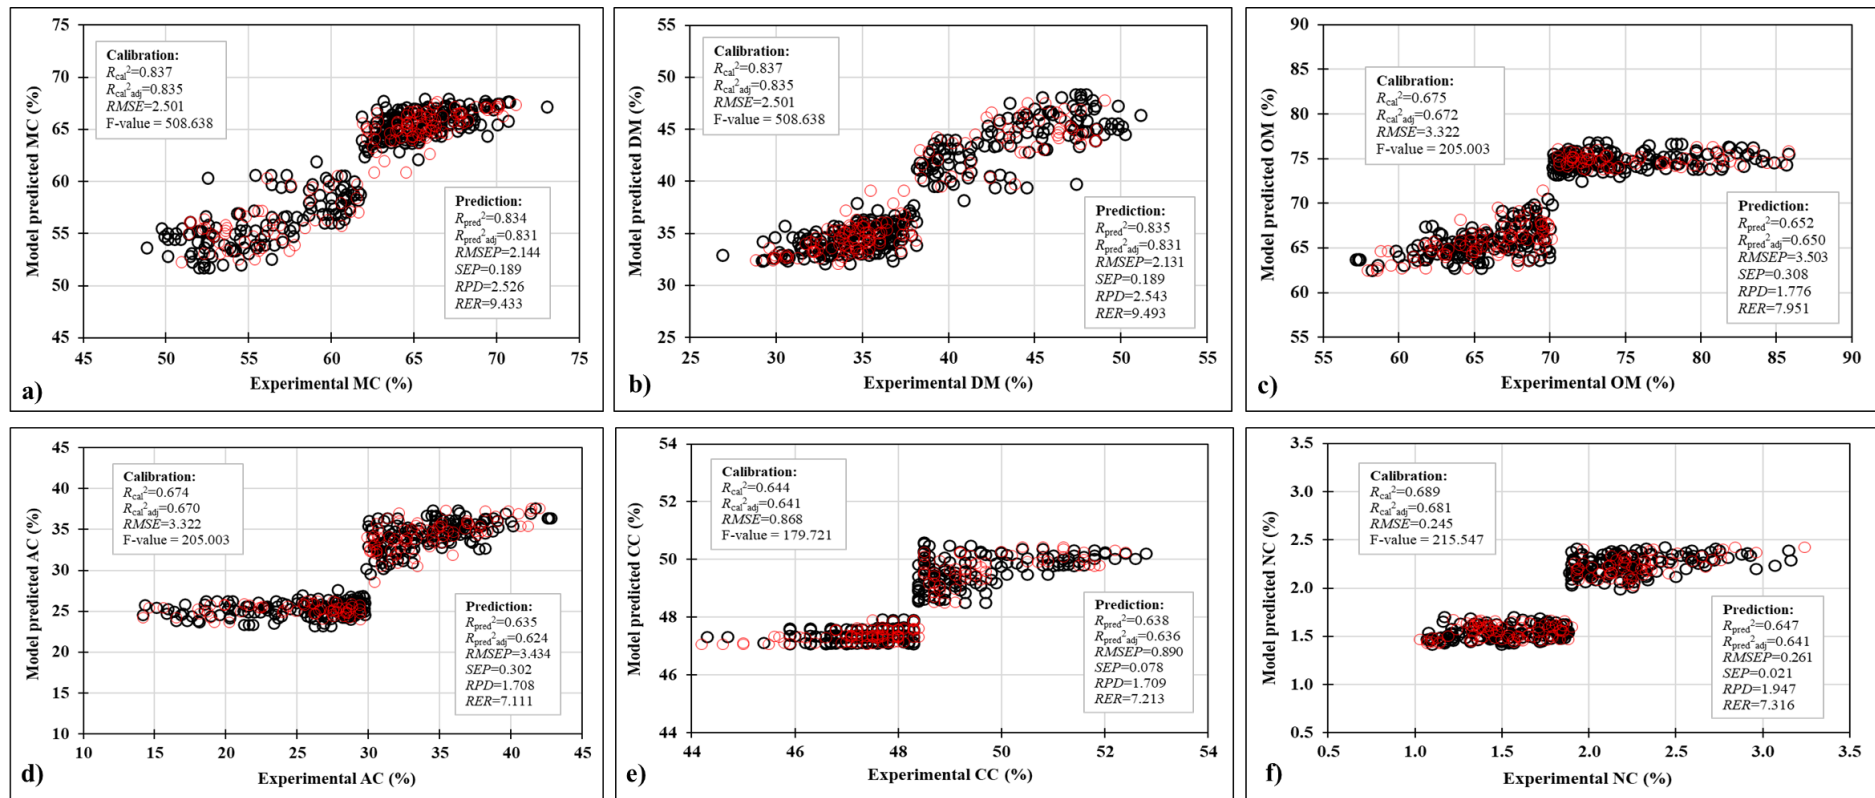 75
70
65
60
55
50
45
Model predicted MC (%)
Calibration:
Rcal²=0.837
Rcal²adj=0.835
RMSE=2.501
F-value = 508.638
Prediction:
Rpred²=0.834
Rpred²adj=0.831
RMSEP=2.144
SEP=0.189
RPD=2.526
RER=9.433
45 50 55 60 65 70 75
Experimental MC (%)
a)
55
50
45
40
35
30
25
Model predicted DM (%)
Calibration:
Rcal²=0.837
Rcal²adj=0.835
RMSE=2.501
F-value = 508.638
Prediction:
Rpred²=0.835
Rpred²adj=0.831
RMSEP=2.131
SEP=0.189
RPD=2.543
RER=9.493
25 30 35 40 45 50 55
Experimental DM (%)
b)
90
85
80
75
70
65
60
55
Model predicted OM (%)
Calibration:
Rcal²=0.675
Rcal²adj=0.672
RMSE=3.322
F-value = 205.003
Prediction:
Rpred²=0.652
Rpred²adj=0.650
RMSEP=3.503
SEP=0.308
RPD=1.776
RER=7.951
55 60 65 70 75 80 85 90
Experimental OM (%)
c)
45
40
35
30
25
20
15
10
Model predicted AC (%)
Calibration:
Rcal²=0.674
Rcal²adj=0.670
RMSE=3.322
F-value = 205.003
Prediction:
Rpred²=0.635
Rpred²adj=0.624
RMSEP=3.434
SEP=0.302
RPD=1.708
RER=7.111
10 15 20 25 30 35 40 45
Experimental AC (%)
d)
54
52
50
48
46
44
Model predicted CC (%)
Calibration:
Rcal²=0.644
Rcal²adj=0.641
RMSE=0.868
F-value = 179.721
Prediction:
Rpred²=0.638
Rpred²adj=0.636
RMSEP=0.890
SEP=0.078
RPD=1.709
RER=7.213
44 46 48 50 52 54
Experimental CC (%)
e)
3.5
3.0
2.5
2.0
1.5
1.0
0.5
Model predicted NC (%)
Calibration:
Rcal²=0.689
Rcal²adj=0.681
RMSE=0.245
F-value = 215.547
Prediction:
Rpred²=0.647
Rpred²adj=0.641
RMSEP=0.261
SEP=0.021
RPD=1.947
RER=7.316
0.5 1.0 1.5 2.0 2.5 3.0 3.5
Experimental NC (%)
f)